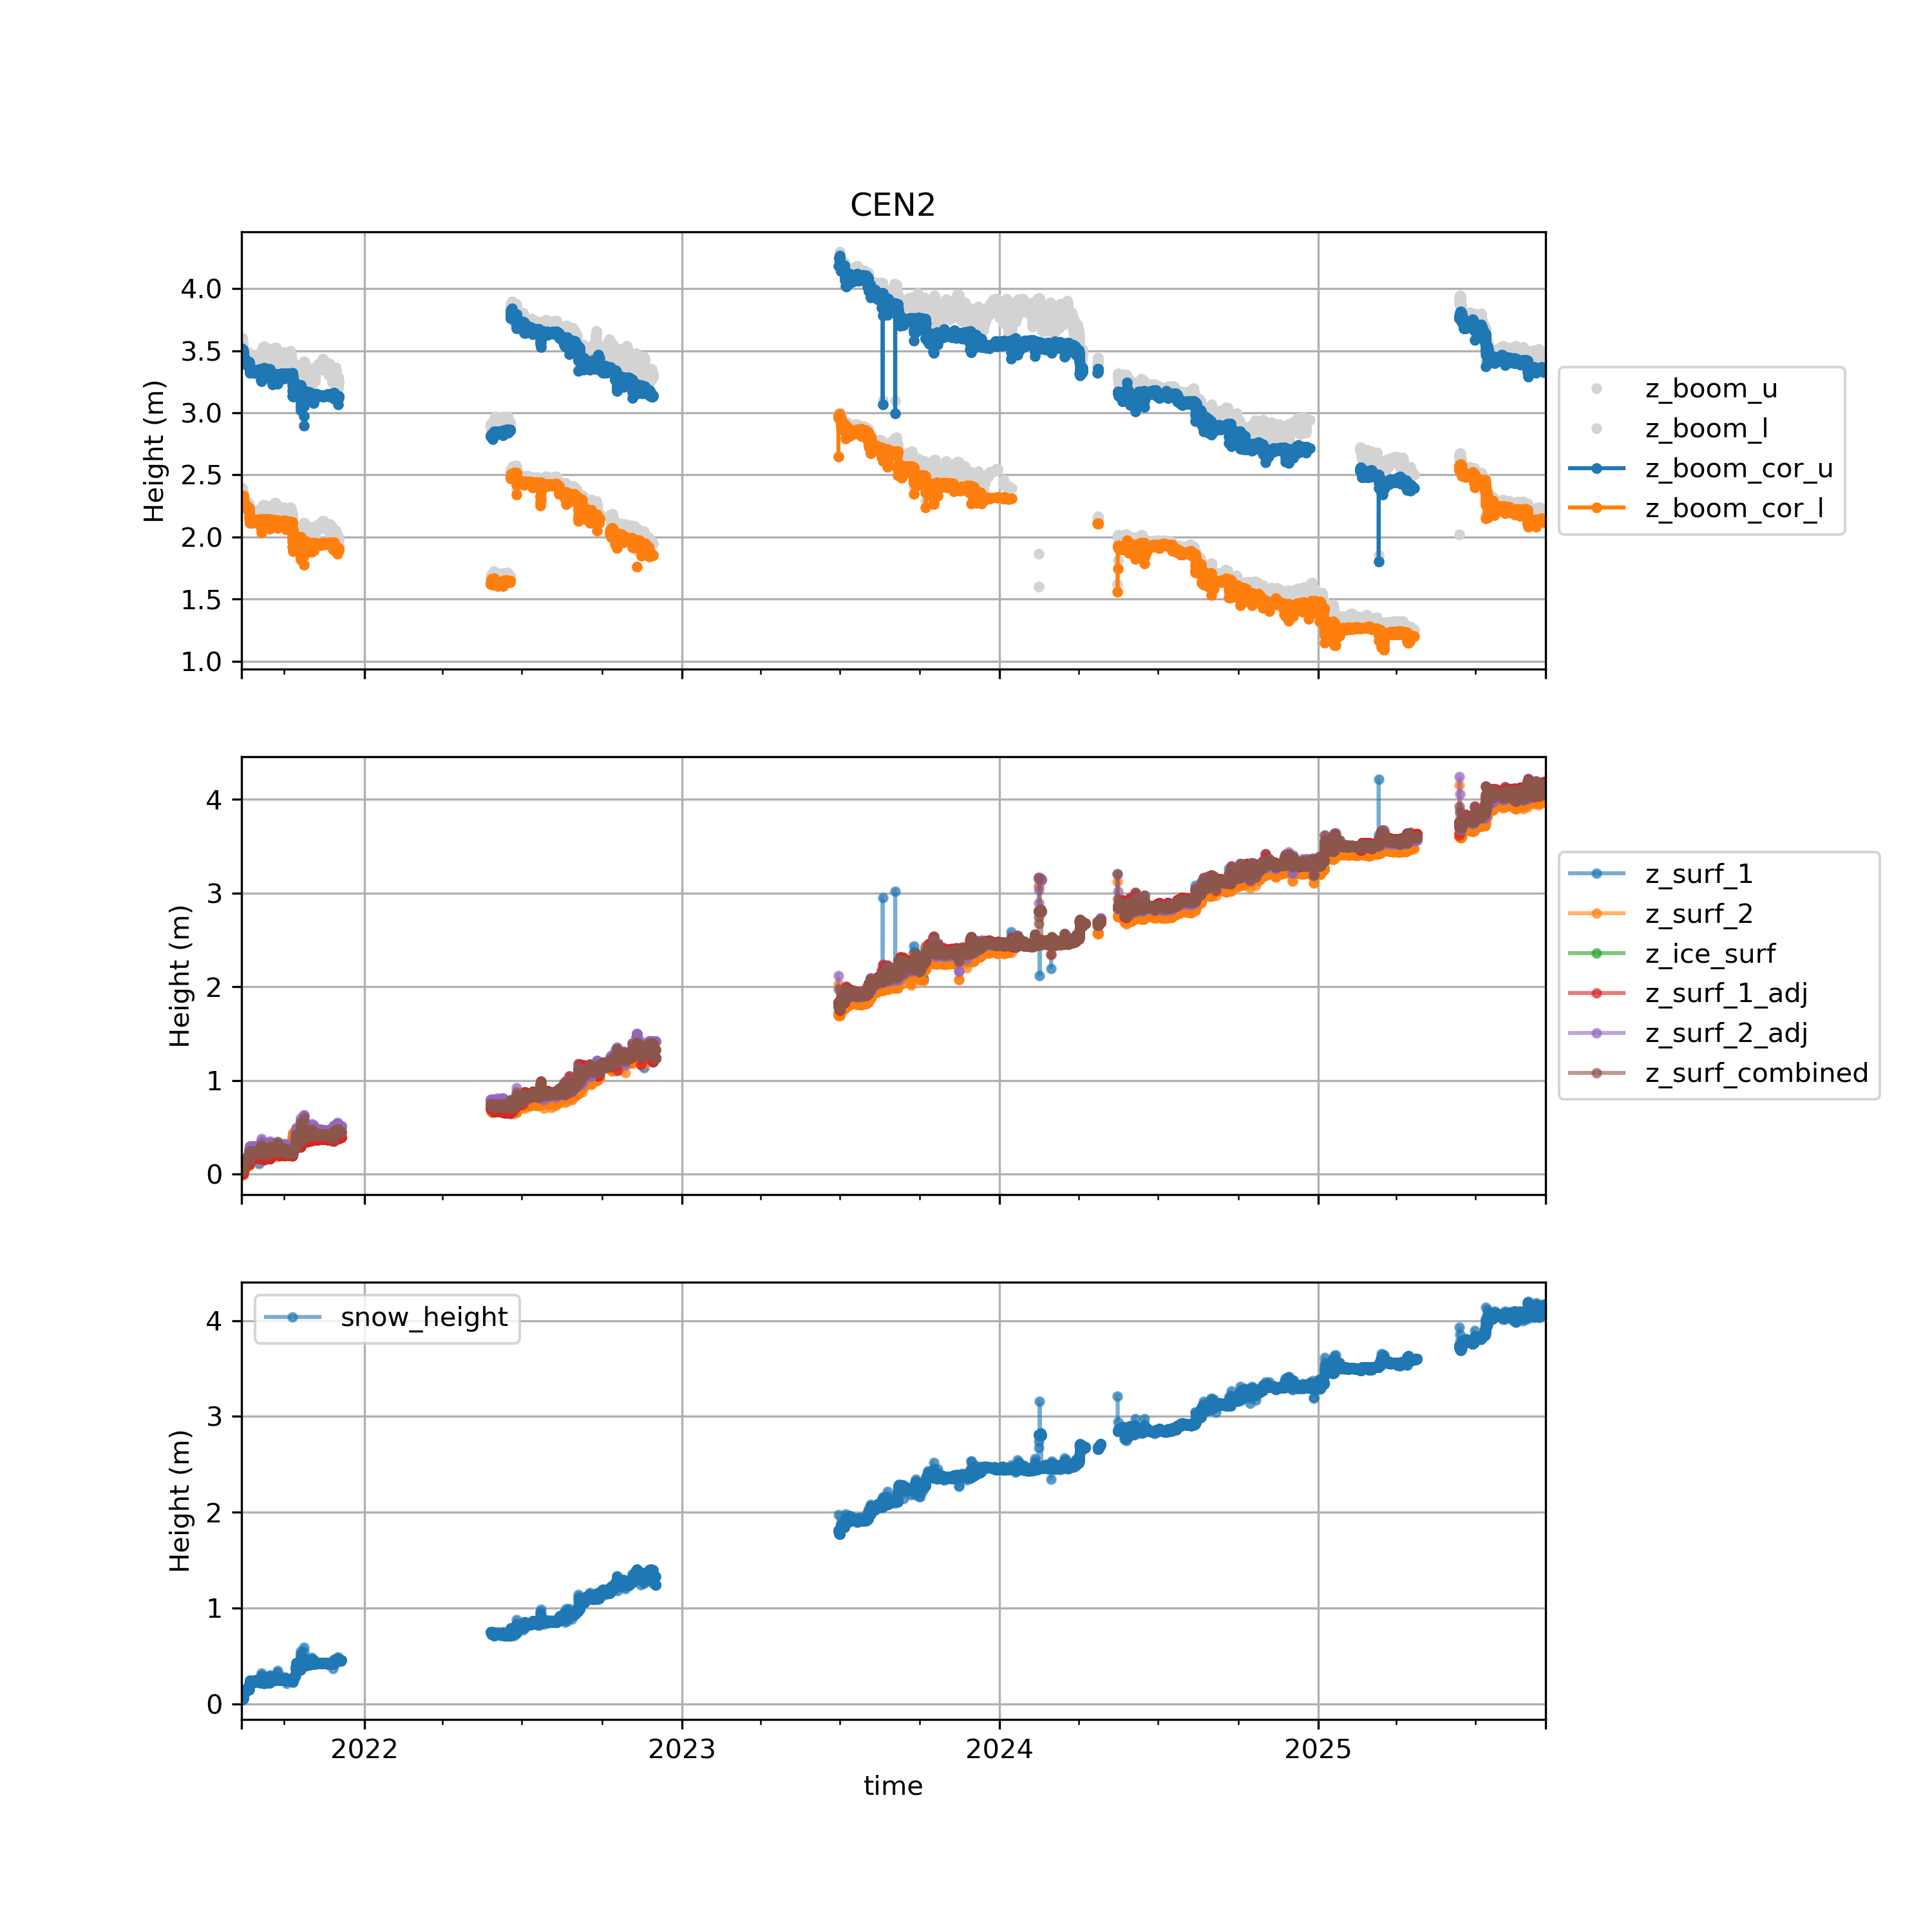 CEN2
Height (m)
4.0
3.5
3.0
2.5
2.0
1.5
1.0
z_boom_u
z_boom_l
z_boom_cor_u
z_boom_cor_l
Height (m)
4
3
2
1
0
z_surf_1
z_surf_2
z_ice_surf
z_surf_1_adj
z_surf_2_adj
z_surf_combined
Height (m)
4
3
2
1
0
snow_height
2022 2023 2024 2025
time